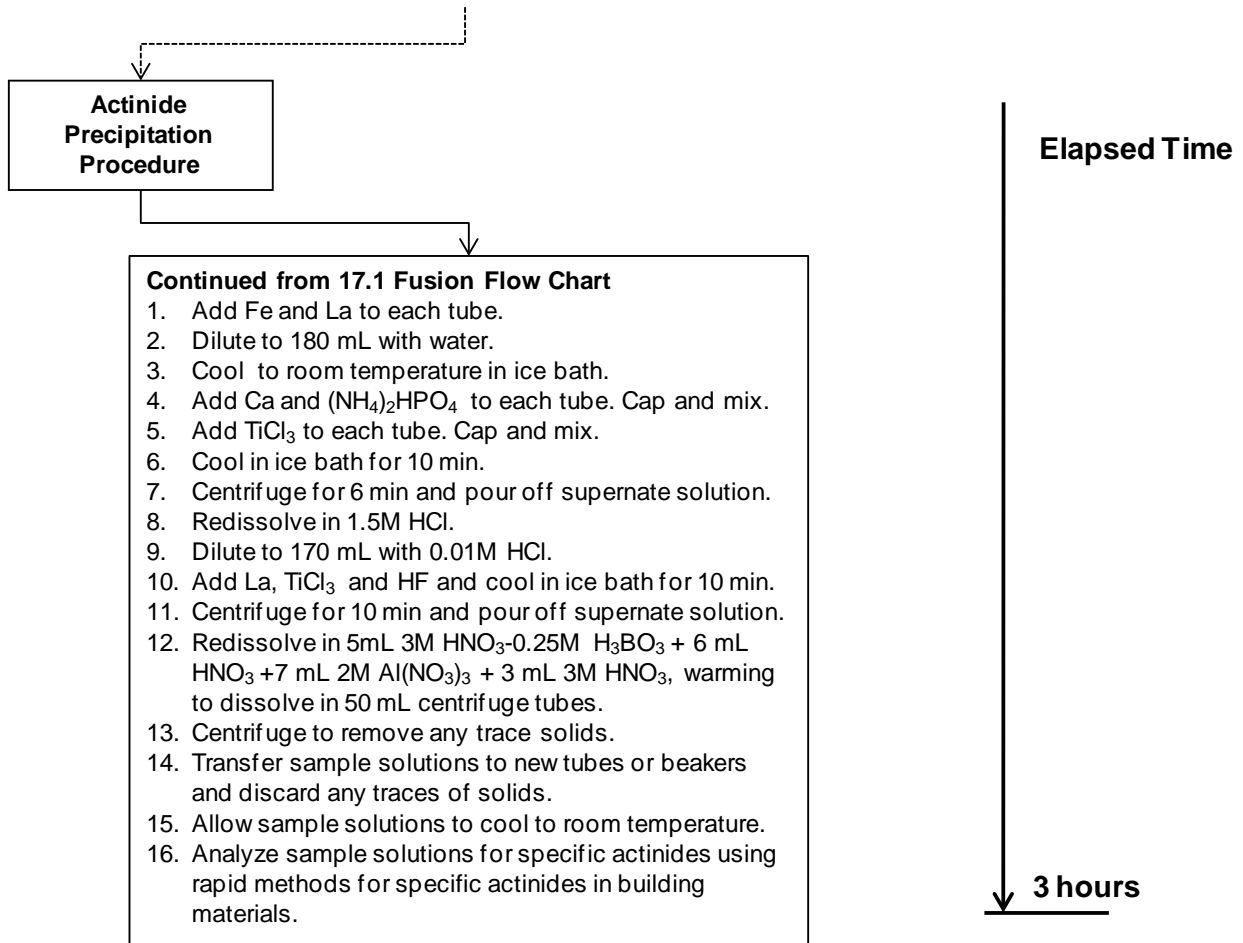 Actinide
Precipitation
Procedure
Elapsed Time
Continued from 17.1 Fusion Flow Chart
1. Add Fe and La to each tube.
2. Dilute to 180 mL with water.
3. Cool to room temperature in ice bath.
4. Add Ca and (NH₄)₂HPO₄ to each tube. Cap and mix.
5. Add TiCl₃ to each tube. Cap and mix.
6. Cool in ice bath for 10 min.
7. Centrifuge for 6 min and pour off supernate solution.
8. Redissolve in 1.5M HCl.
9. Dilute to 170 mL with 0.01M HCl.
10. Add La, TiCl₃ and HF and cool in ice bath for 10 min.
11. Centrifuge for 10 min and pour off supernate solution.
12. Redissolve in 5mL 3M HNO₃-0.25M H₃BO₃ + 6 mL
HNO₃ +7 mL 2M Al(NO₃)₃ + 3 mL 3M HNO₃, warming
to dissolve in 50 mL centrifuge tubes.
13. Centrifuge to remove any trace solids.
14. Transfer sample solutions to new tubes or beakers
and discard any traces of solids.
15. Allow sample solutions to cool to room temperature.
16. Analyze sample solutions for specific actinides using
rapid methods for specific actinides in building
materials.
3 hours